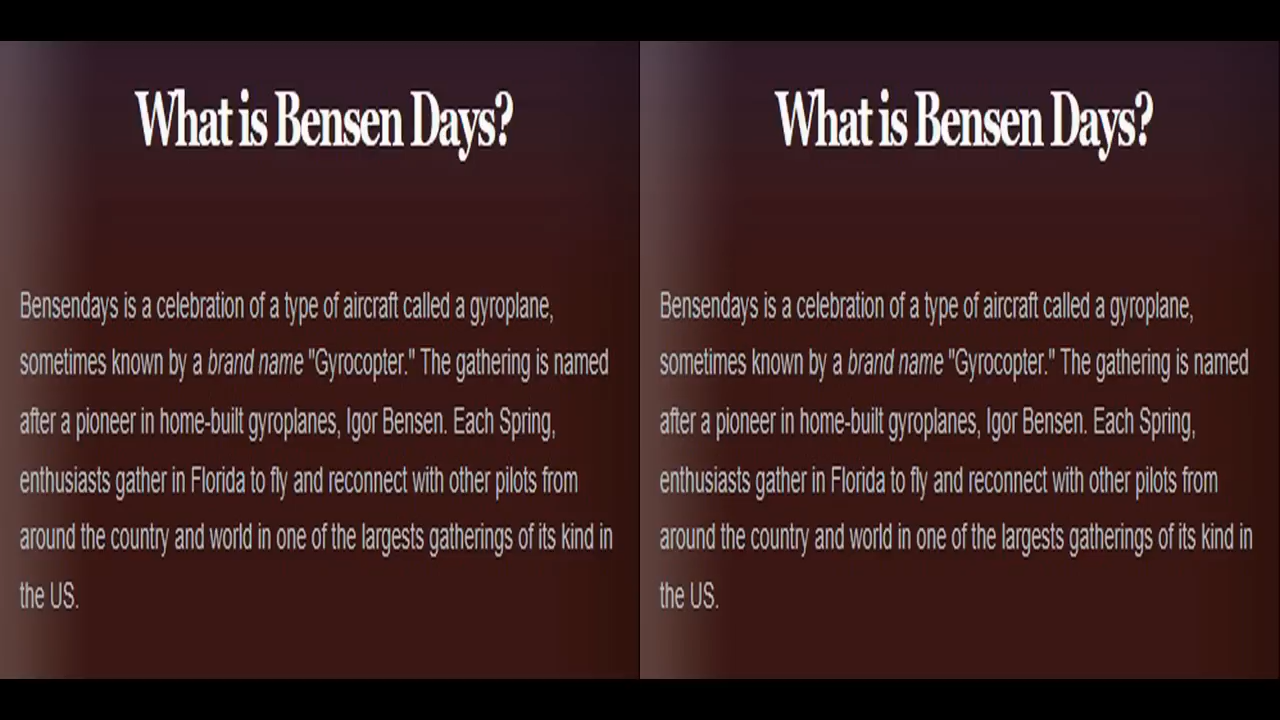 What is Bensen Days?
Bensendays is a celebration of a type of aircraft called a gyroplane,
sometimes known by a brand name "Gyrocopter." The gathering is named
after a pioneer in home-built gyroplanes, Igor Bensen. Each Spring,
enthusiasts gather in Florida to fly and reconnect with other pilots from
around the country and world in one of the largests gatherings of its kind in
the US.
What is Bensen Days?
Bensendays is a celebration of a type of aircraft called a gyroplane,
sometimes known by a brand name "Gyrocopter." The gathering is named
after a pioneer in home-built gyroplanes, Igor Bensen. Each Spring,
enthusiasts gather in Florida to fly and reconnect with other pilots from
around the country and world in one of the largests gatherings of its kind in
the US.